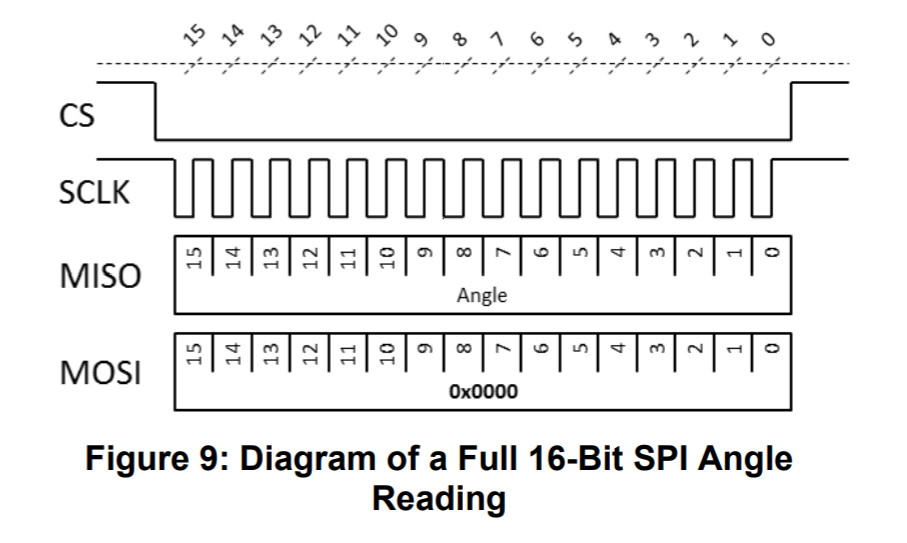 15 14 13 12 11 10 9 8 7 6 5 4 3 2 1 0
CS
SCLK
MISO
15 14 13 12 11 10 9 8 7 6 5 4 3 2 1 0
Angle
MOSI
15 14 13 12 11 10 9 8 7 6 5 4 3 2 1 0
0x0000
Figure 9: Diagram of a Full 16-Bit SPI Angle
Reading